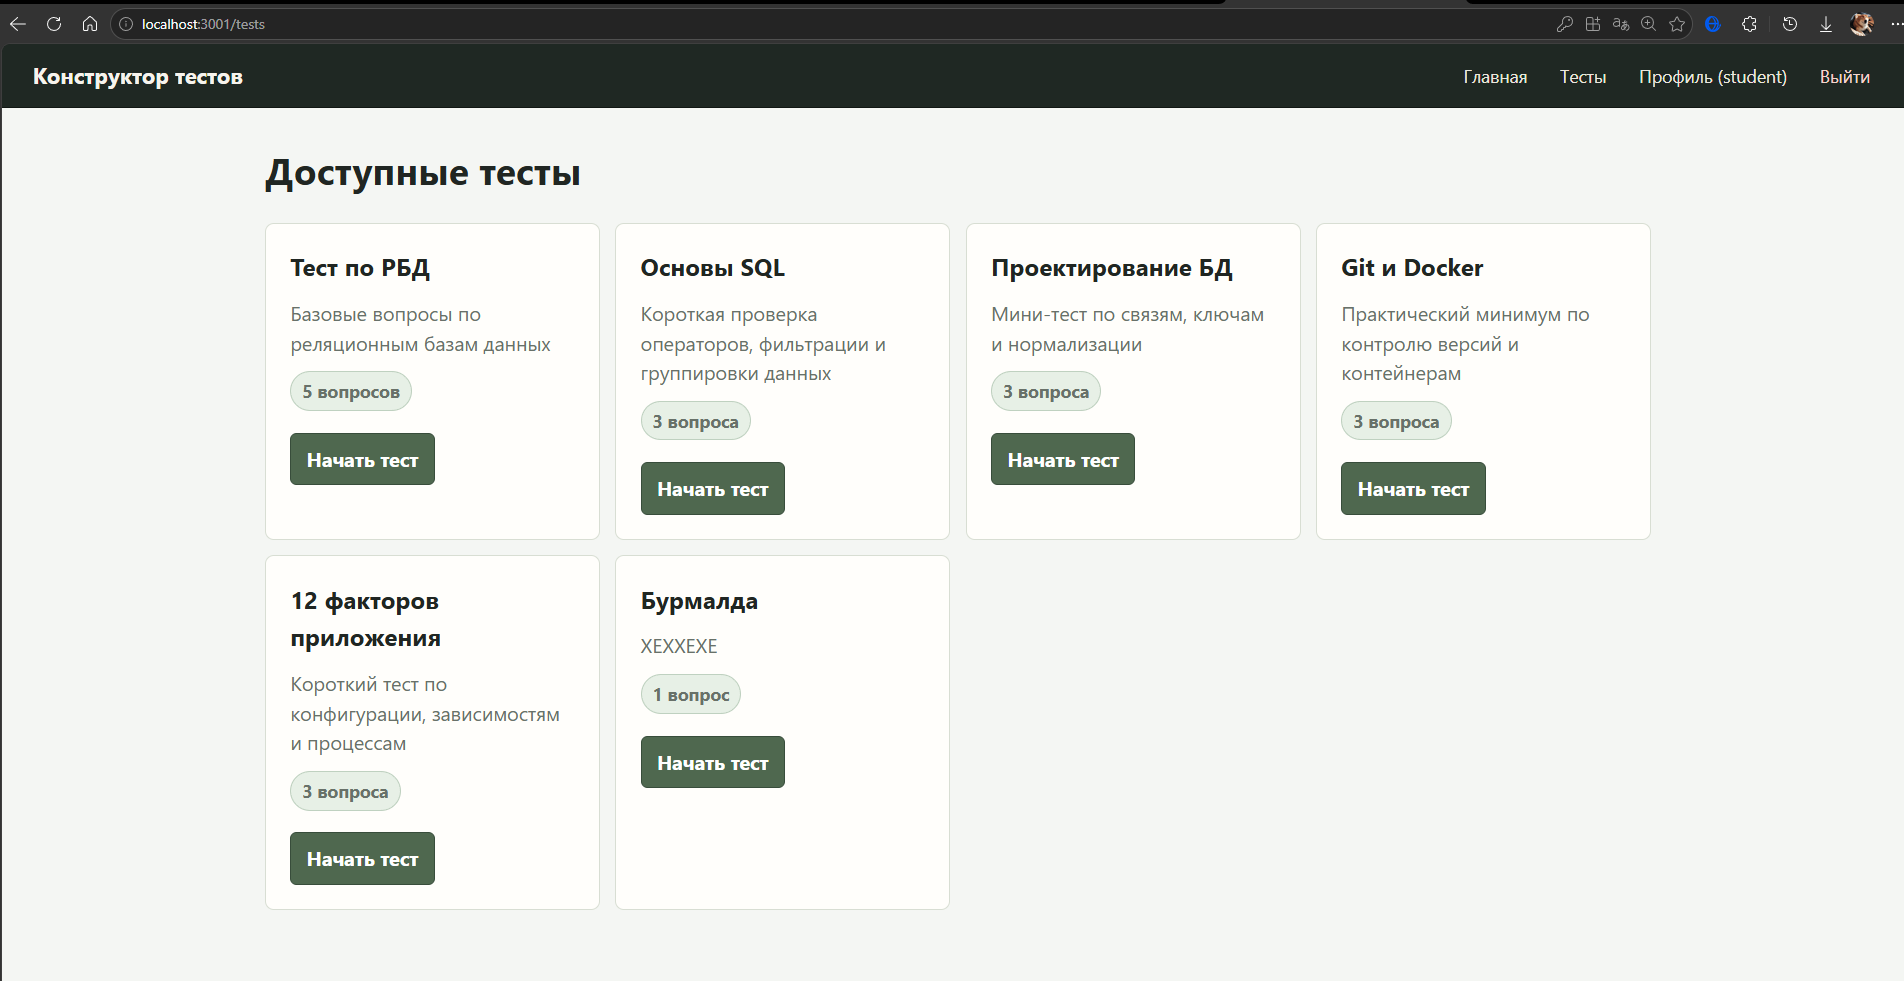 localhost:3001/tests
Конструктор тестов
Главная
Тесты
Профиль (student)
Выйти
Доступные тесты
Тест по РБД
Базовые вопросы по
реляционным базам данных
5 вопросов
Начать тест
Основы SQL
Короткая проверка
операторов, фильтрации и
группировки данных
3 вопроса
Начать тест
Проектирование БД
Мини-тест по связям, ключам
и нормализации
3 вопроса
Начать тест
Git и Docker
Практический минимум по
контролю версий и
контейнерам
3 вопроса
Начать тест
12 факторов
приложения
Короткий тест по
конфигурации, зависимостям
и процессам
3 вопроса
Начать тест
Бурмалда
ХЕХХЕХЕ
1 вопрос
Начать тест